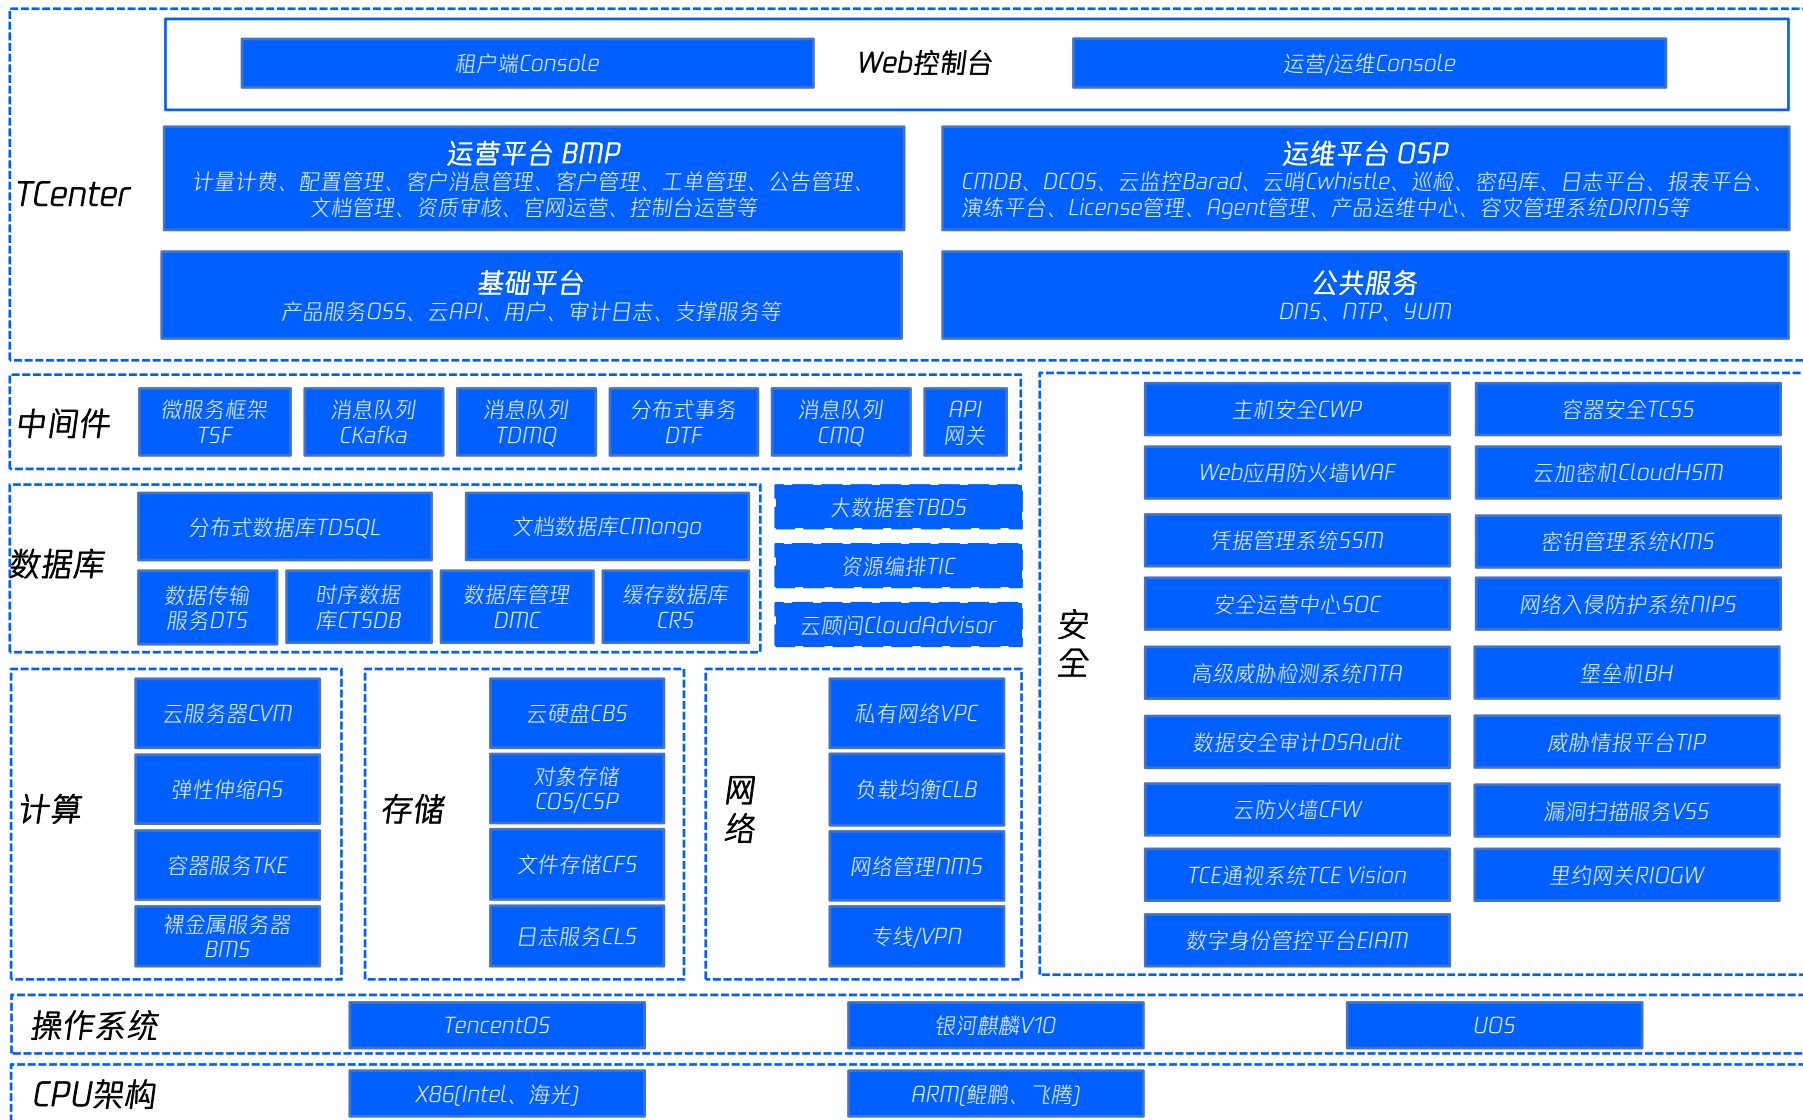 TCenter
租户端Console
Web控制台
运营/运维Console
运营平台 BMP
计量计费、配置管理、客户消息管理、客户管理、工单管理、公告管理、
文档管理、资质审核、官网运营、控制台运营等
运维平台 OSP
CMDB、DCOS、云监控Barad、云哨Cwhistle、巡检、密码库、日志平台、报表平台、
演练平台、License管理、Agent管理、产品运维中心、容灾管理系统DRMS等
基础平台
产品服务OSS、云API、用户、审计日志、支撑服务等
公共服务
DNS、NTP、YUM
中间件
微服务框架
TSF
消息队列
CKafka
消息队列
TDMQ
分布式事务
DTF
消息队列
CMQ
API
网关
数据库
分布式数据库TDSQL
文档数据库CMongo
数据传输
服务DTS
时序数据
库CTSDB
数据库管理
DMC
缓存数据库
CRS
大数据套TBDS
资源编排TIC
云顾问CloudAdvisor
计算
云服务器CVM
弹性伸缩AS
容器服务TKE
裸金属服务器
BMS
存储
云硬盘CBS
对象存储
COS/CSP
文件存储CFS
日志服务CLS
网
络
私有网络VPC
负载均衡CLB
网络管理NMS
专线/VPN
安
全
主机安全CWP
容器安全TCSS
Web应用防火墙WAF
云加密机CloudHSM
凭据管理系统SSM
密钥管理系统KMS
安全运营中心SOC
网络入侵防护系统NIPS
高级威胁检测系统NTA
堡垒机BH
数据安全审计DSAudit
威胁情报平台TIP
云防火墙CFW
漏洞扫描服务VSS
TCE通视系统TCE Vision
里约网关RIOGW
数字身份管控平台EIAM
操作系统
TencentOS
银河麒麟V10
UOS
CPU架构
X86(Intel、海光)
ARM(鲲鹏、飞腾)